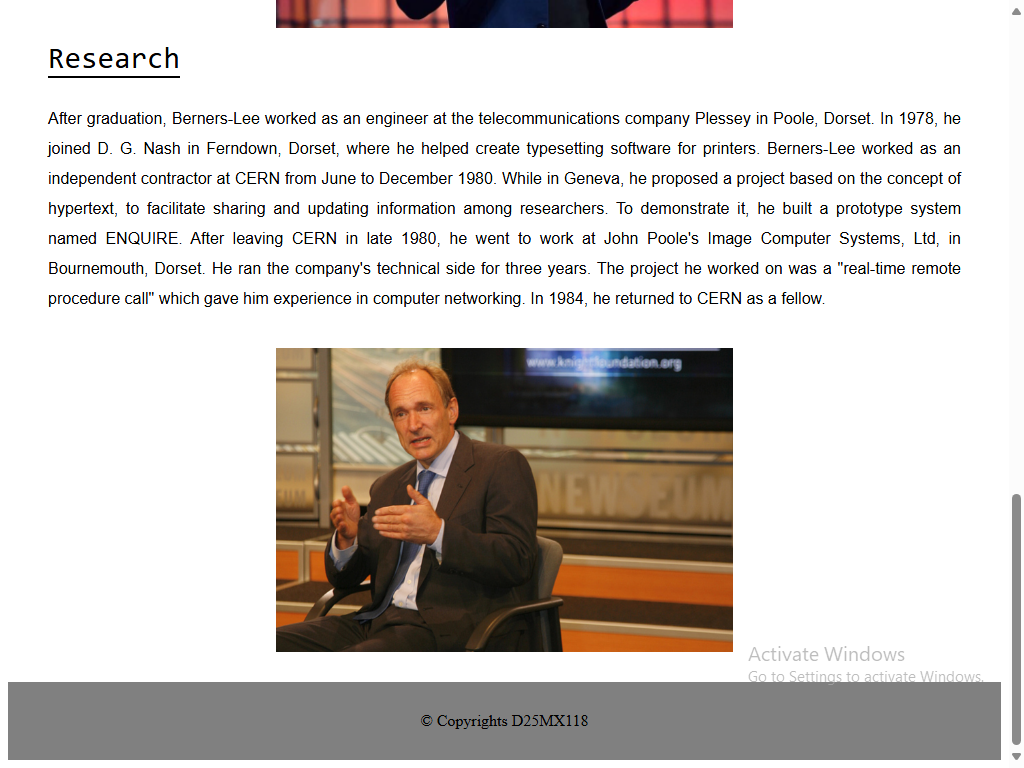 Research
After graduation, Berners-Lee worked as an engineer at the telecommunications company Plessey in Poole, Dorset. In 1978, he
joined D. G. Nash in Ferndown, Dorset, where he helped create typesetting software for printers. Berners-Lee worked as an
independent contractor at CERN from June to December 1980. While in Geneva, he proposed a project based on the concept of
hypertext, to facilitate sharing and updating information among researchers. To demonstrate it, he built a prototype system
named ENQUIRE. After leaving CERN in late 1980, he went to work at John Poole's Image Computer Systems, Ltd, in
Bournemouth, Dorset. He ran the company's technical side for three years. The project he worked on was a "real-time remote
procedure call" which gave him experience in computer networking. In 1984, he returned to CERN as a fellow.
www.knightfoundation.org
NEWSEUM
Activate Windows
Go to Settings to activate Windows.
© Copyrights D25MX118